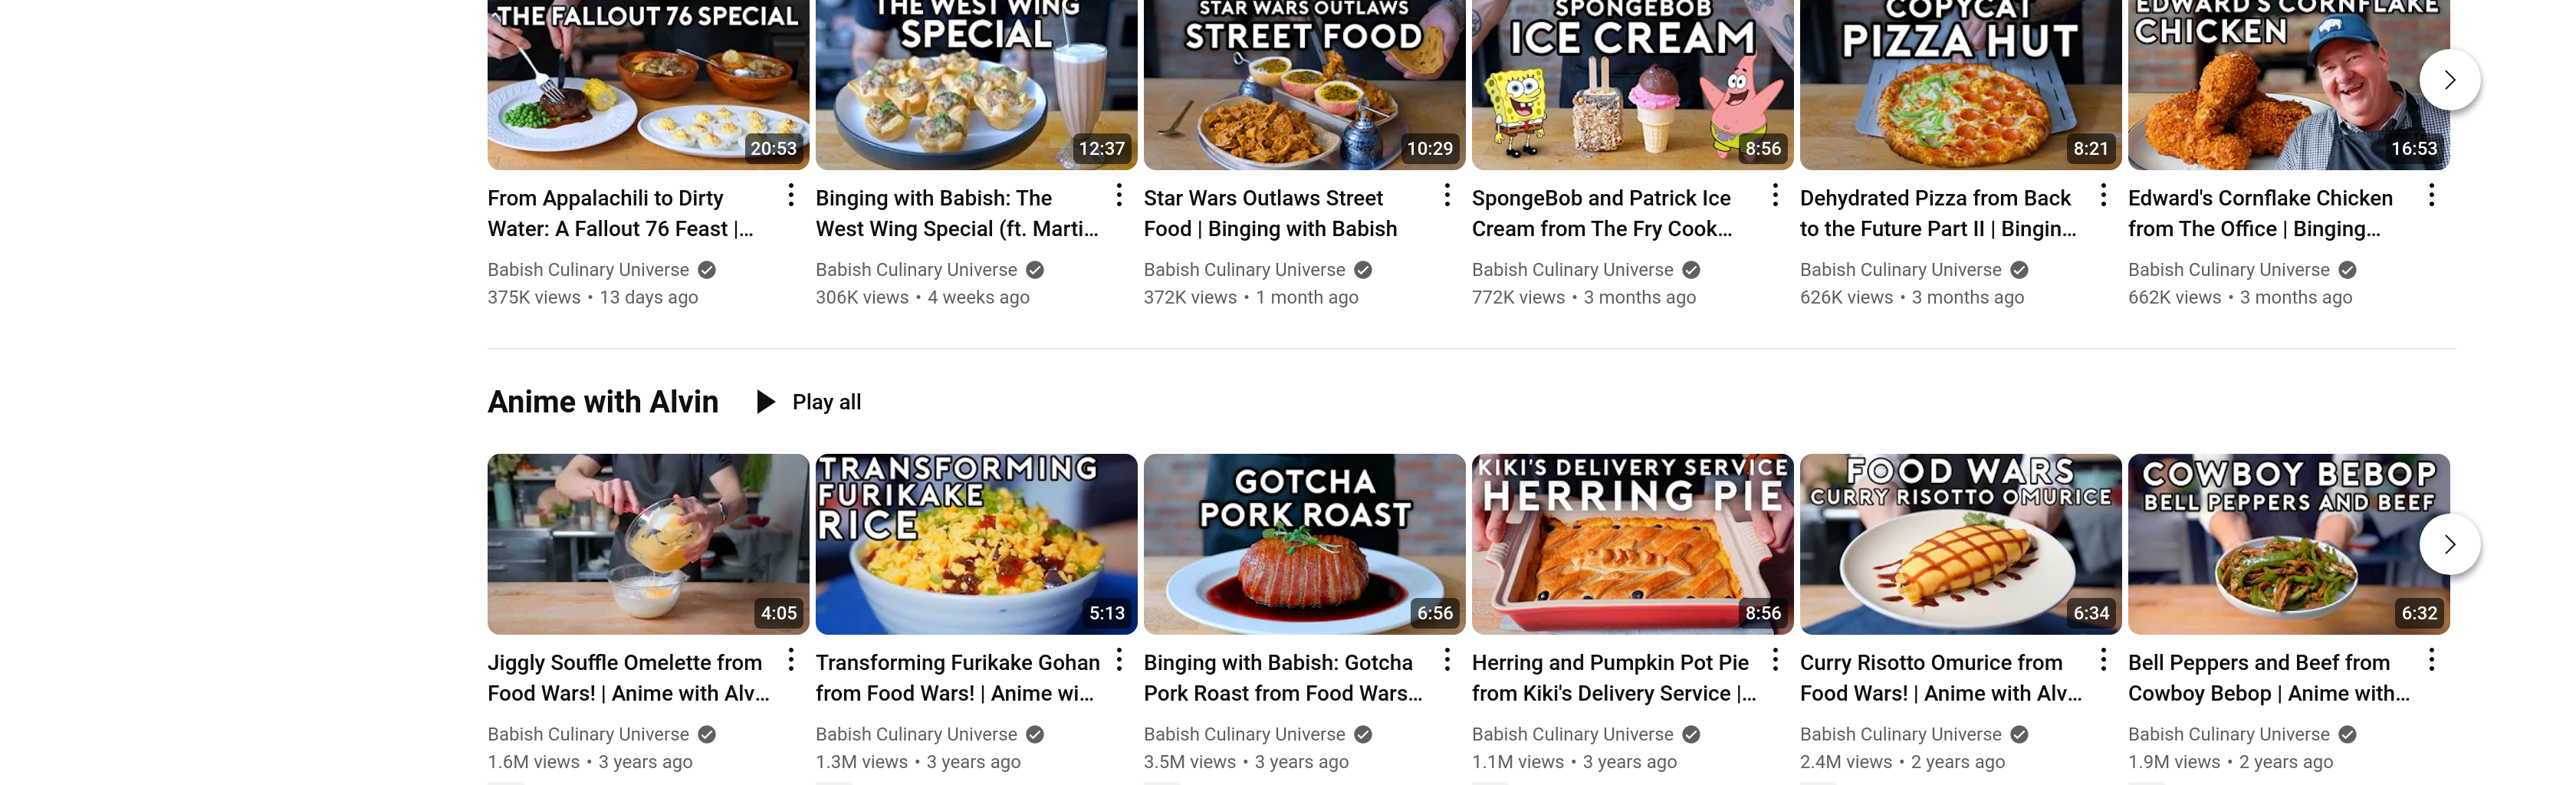 THE FALLOUT 76 SPECIAL
20:53
THE WEST WING
SPECIAL
12:37
STAR WARS OUTLAWS
STREET FOOD
10:29
SPONGEBOB
ICE CREAM
8:56
COPYCAT
PIZZA HUT
8:21
EDWARD'S CORNFLAKE
CHICKEN
16:53
From Appalachili to Dirty
Water: A Fallout 76 Feast |...
Babish Culinary Universe
375K views • 13 days ago
Binging with Babish: The
West Wing Special (ft. Marti...
Babish Culinary Universe
306K views • 4 weeks ago
Star Wars Outlaws Street
Food | Binging with Babish
Babish Culinary Universe
372K views • 1 month ago
SpongeBob and Patrick Ice
Cream from The Fry Cook...
Babish Culinary Universe
772K views • 3 months ago
Dehydrated Pizza from Back
to the Future Part II | Bingin...
Babish Culinary Universe
626K views • 3 months ago
Edward's Cornflake Chicken
from The Office | Binging...
Babish Culinary Universe
662K views • 3 months ago
Anime with Alvin
Play all
4:05
TRANSFORMING
FURIKAKE
RICE
5:13
GOTCHA
PORK ROAST
6:56
KIKI'S DELIVERY SERVICE
HERRING PIE
8:56
FOOD WARS
CURRY RISOTTO OMURICE
6:34
COWBOY BEBOP
BELL PEPPERS AND BEEF
6:32
Jiggly Souffle Omelette from
Food Wars! | Anime with Alv...
Babish Culinary Universe
1.6M views • 3 years ago
Transforming Furikake Gohan
from Food Wars! | Anime wi...
Babish Culinary Universe
1.3M views • 3 years ago
Binging with Babish: Gotcha
Pork Roast from Food Wars...
Babish Culinary Universe
3.5M views • 3 years ago
Herring and Pumpkin Pot Pie
from Kiki's Delivery Service |...
Babish Culinary Universe
1.1M views • 3 years ago
Curry Risotto Omurice from
Food Wars! | Anime with Alv...
Babish Culinary Universe
2.4M views • 2 years ago
Bell Peppers and Beef from
Cowboy Bebop | Anime with...
Babish Culinary Universe
1.9M views • 2 years ago